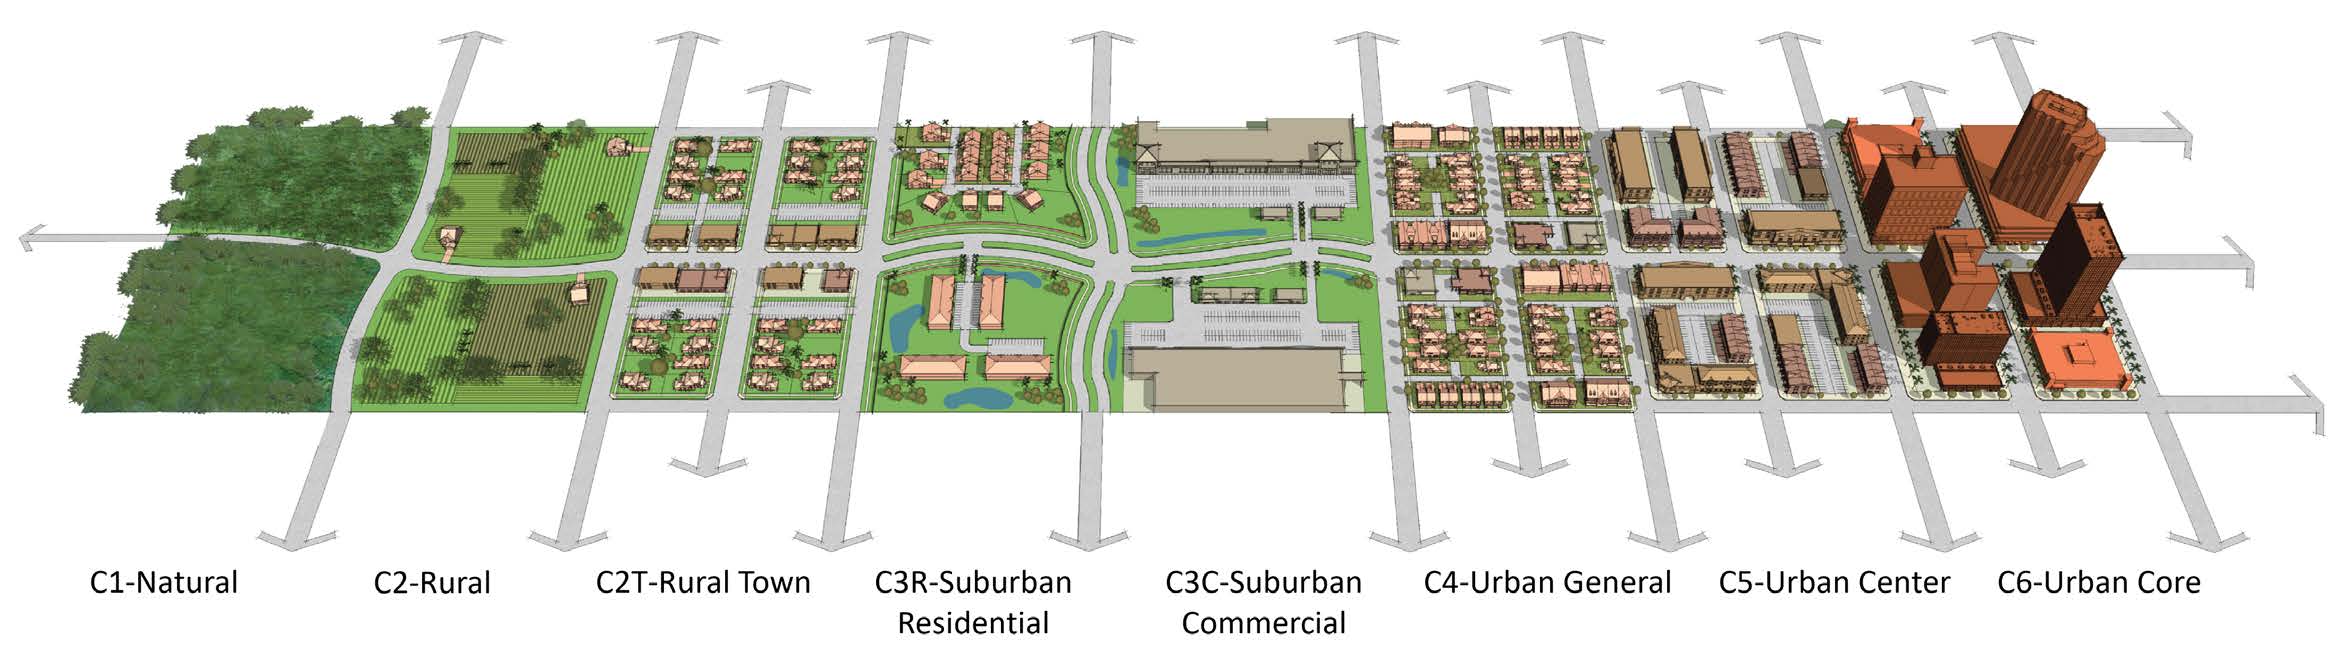 C1-Natural
C2-Rural
C2T-Rural Town
C3R-Suburban
Residential
C3C-Suburban
Commercial
C4-Urban General
C5-Urban Center
C6-Urban Core